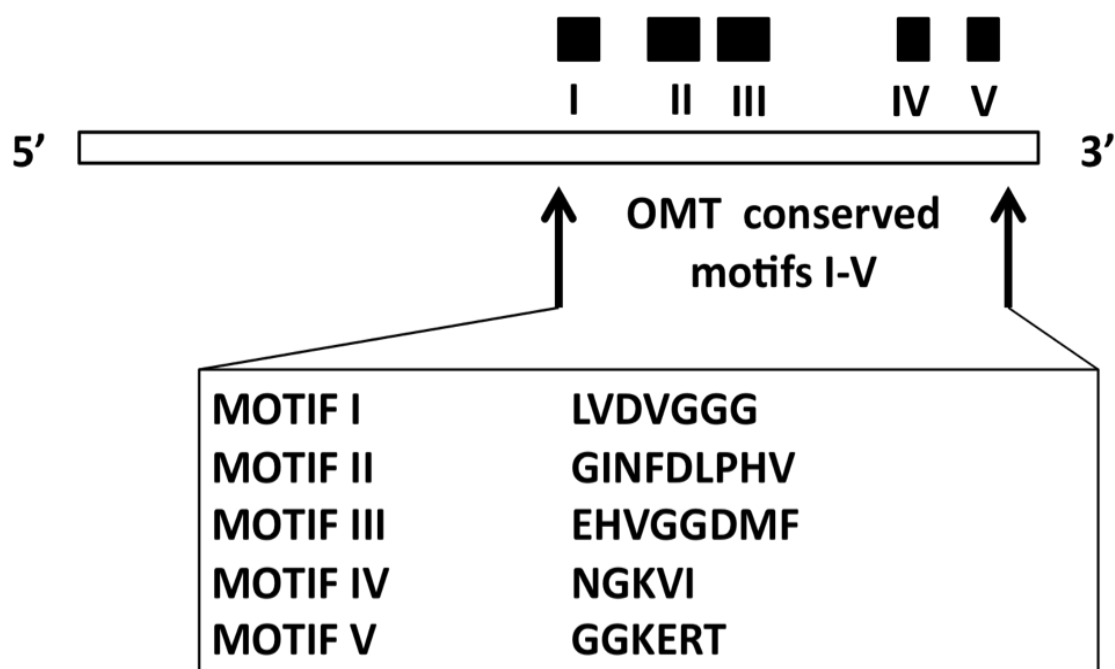 I II III IV V
5’ 3’
OMT conserved
motifs I-V
MOTIF I LVDVGGG
MOTIF II GINFDLPHV
MOTIF III EHVGGDMF
MOTIF IV NGKVI
MOTIF V GGKERT